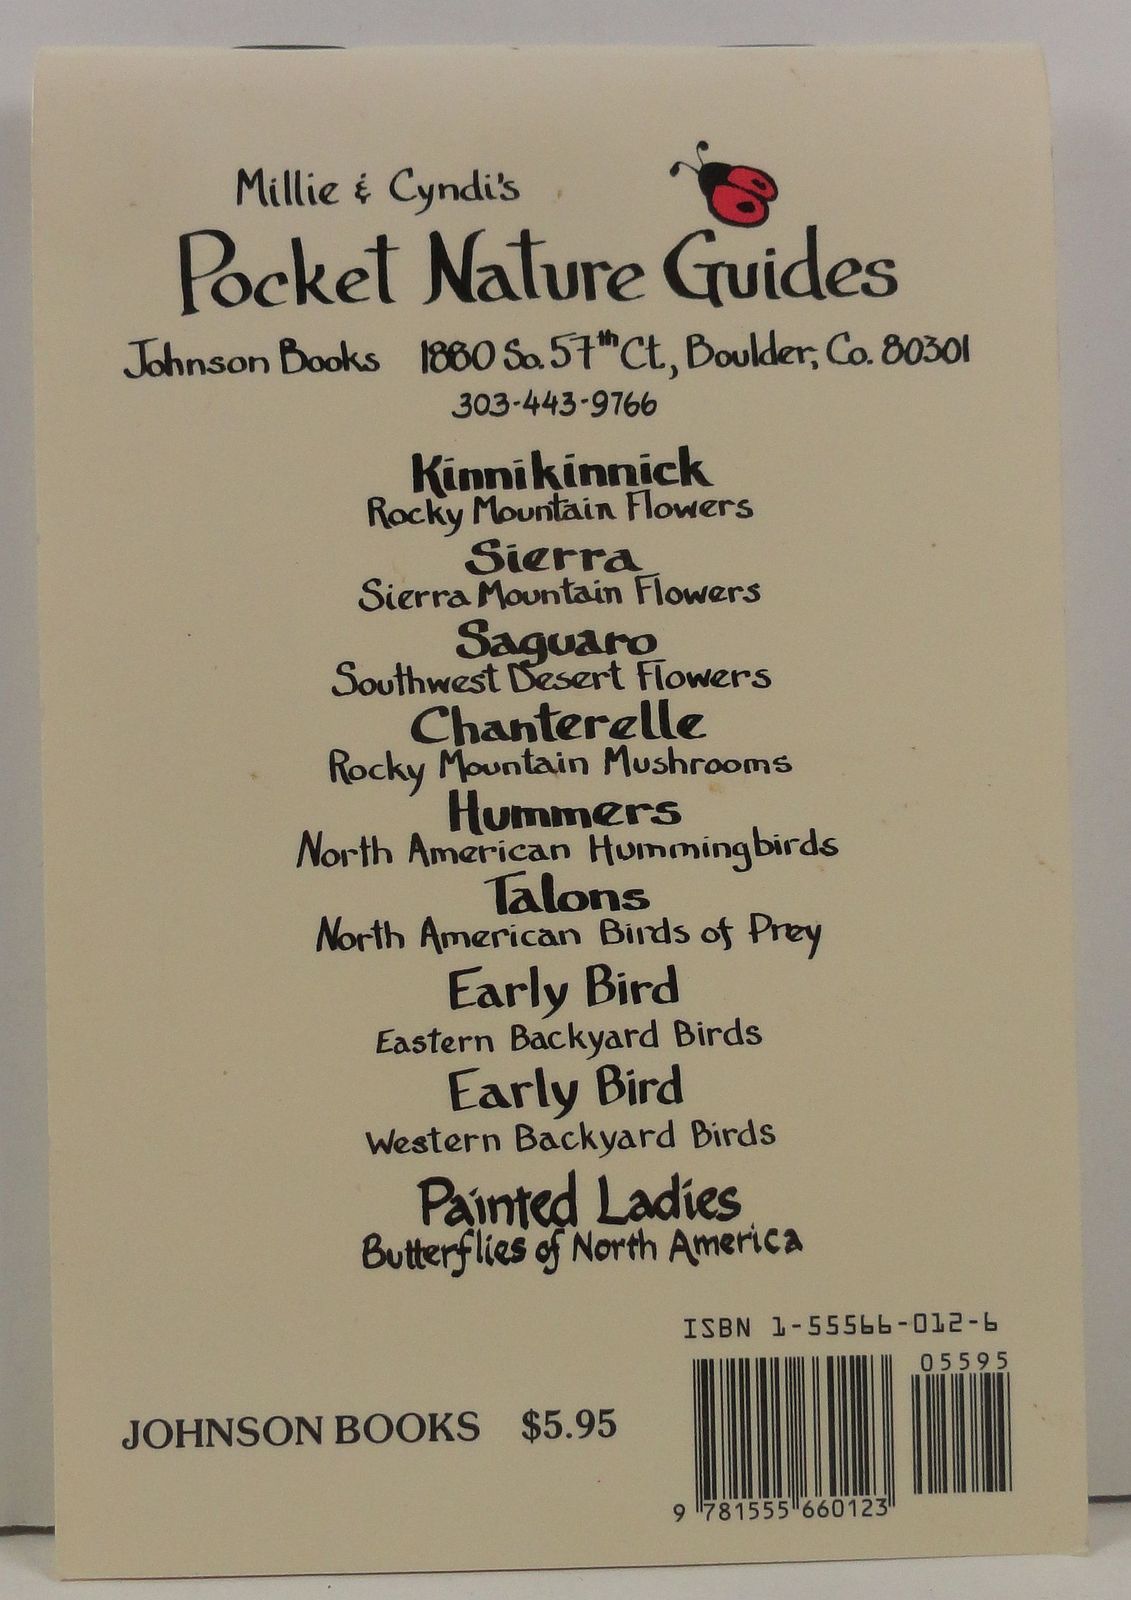 Millie & Cyndi's
Pocket Nature Guides
Johnson Books 1880 So. 57th Ct., Boulder, Co. 80301
303-443-9766
Kinnikinnick
Rocky Mountain Flowers
Sierra
Sierra Mountain Flowers
Saguaro
Southwest Desert Flowers
Chanterelle
Rocky Mountain Mushrooms
Hummers
North American Hummingbirds
Talons
North American Birds of Prey
Early Bird
Eastern Backyard Birds
Early Bird
Western Backyard Birds
Painted Ladies
Butterflies of North America
ISBN 1-55566-012-6
05595
JOHNSON BOOKS $5.95
9 781555 660123